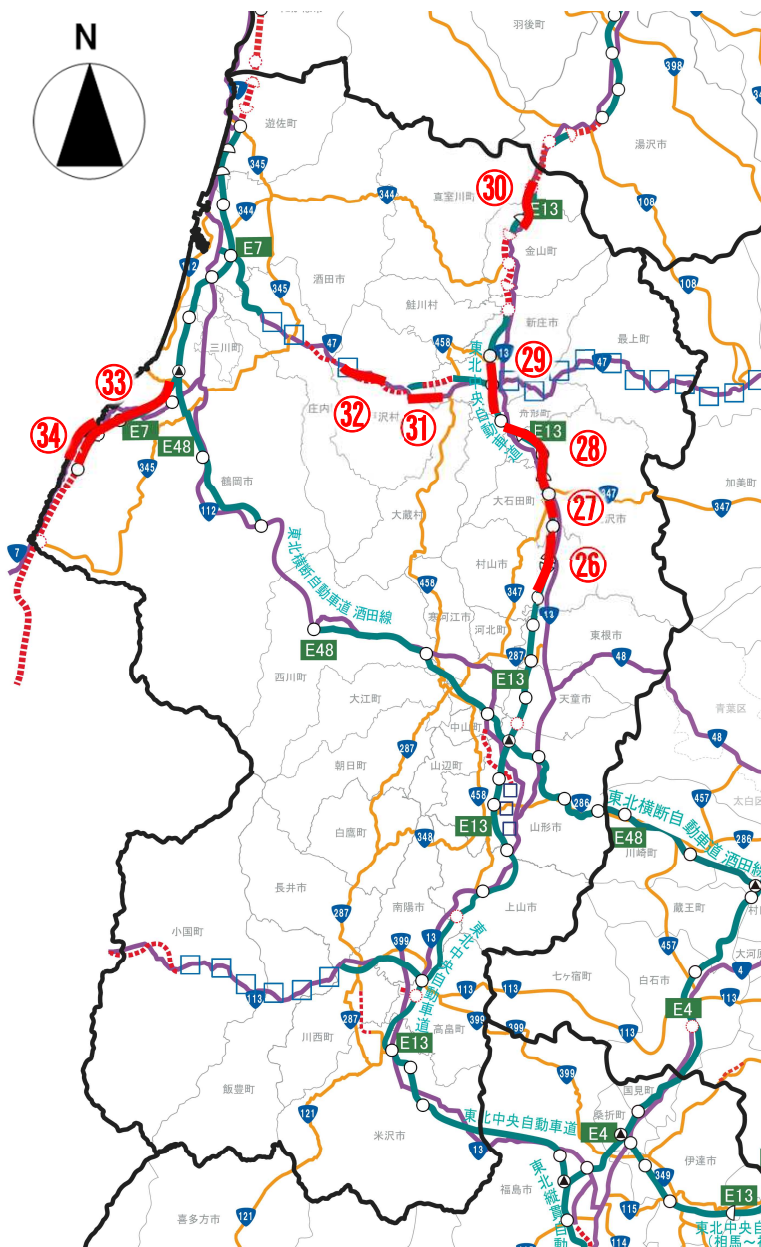 N
羽後町
398
7
遊佐町
345
湯沢市
㉚
真室川町
344
344
E13
108
金山町
E7
112
酒田市
345
鮭川村
新庄市
最上町
108
47
458
13
㉙
47
三川町
東北中央自動車道
舟形町
㉝
庄内
戸沢村
㉜
㉛
E13
㉞
E7
E48
㉘
345
鶴岡市
大石田町
347
加美町
347
㉗
沢市
112
大蔵村
7
村山市
㉖
東北横断自動車道 酒田線
458
347
寒河江市
河北町
13
東根市
287
48
E48
西川町
E13
大江町
天童市
青葉区
中山町
48
287
朝日町
山辺町
458
286
457
太白区
東北横断自動車道 酒田線
白鷹町
348
E13
山形市
E48
286
川崎町
長井市
蔵王町
村
287
南陽市
上山市
小国町
399
13
457
大河原
東北中央自動車道
七ヶ宿町
白石市
4
113
113
113
113
399
399
E4
287
113
川西町
E13
高畠町
399
飯豊町
国見町
121
桑折町
東北中央自動車道
E4
米沢市
13
伊達市
349
福島市
東北縦貫自動
E13
喜多方市
121
115
東北中央自
114
(相馬～福